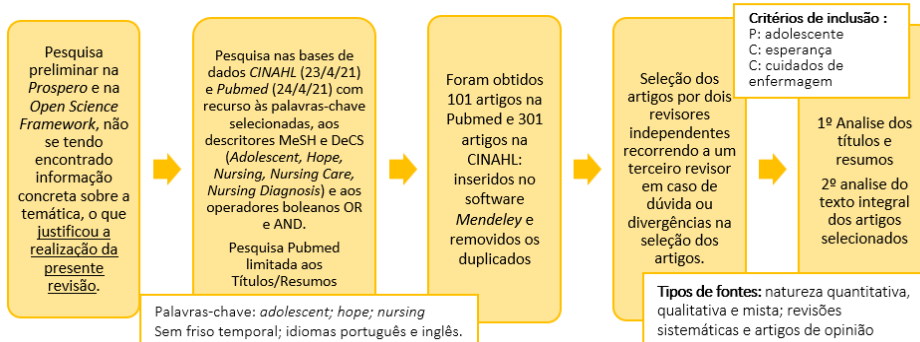 Pesquisa
preliminar na
Prospero e na
Open Science
Framework, não
se tendo
encontrado
informação
concreta sobre a
temática, o que
justificou a
realização da
presente
revisão.
Pesquisa nas bases de
dados CINAHL (23/4/21)
e Pubmed (24/4/21) com
recurso às palavras-chave
selecionadas, aos
descritores MeSH e DeCS
(Adolescent, Hope,
Nursing, Nursing Care,
Nursing Diagnosis) e aos
operadores boleanos OR
e AND.
Pesquisa Pubmed
limitada aos
Títulos/Resumos
Palavras-chave: adolescent; hope; nursing
Sem friso temporal; idiomas português e inglês.
Foram obtidos
101 artigos na
Pubmed e 301
artigos na
CINAHL:
inseridos no
software
Mendeley e
removidos os
duplicados
Seleção dos
artigos por dois
revisores
independentes
recorrendo a um
terceiro revisor
em caso de
dúvida ou
divergências na
seleção dos
artigos.
Critérios de inclusão :
P: adolescente
C: esperança
C: cuidados de
enfermagem
1º Analise dos
títulos e
resumos
2º analise do
texto integral
dos artigos
selecionados
Tipos de fontes: natureza quantitativa,
qualitativa e mista; revisões
sistemáticas e artigos de opinião